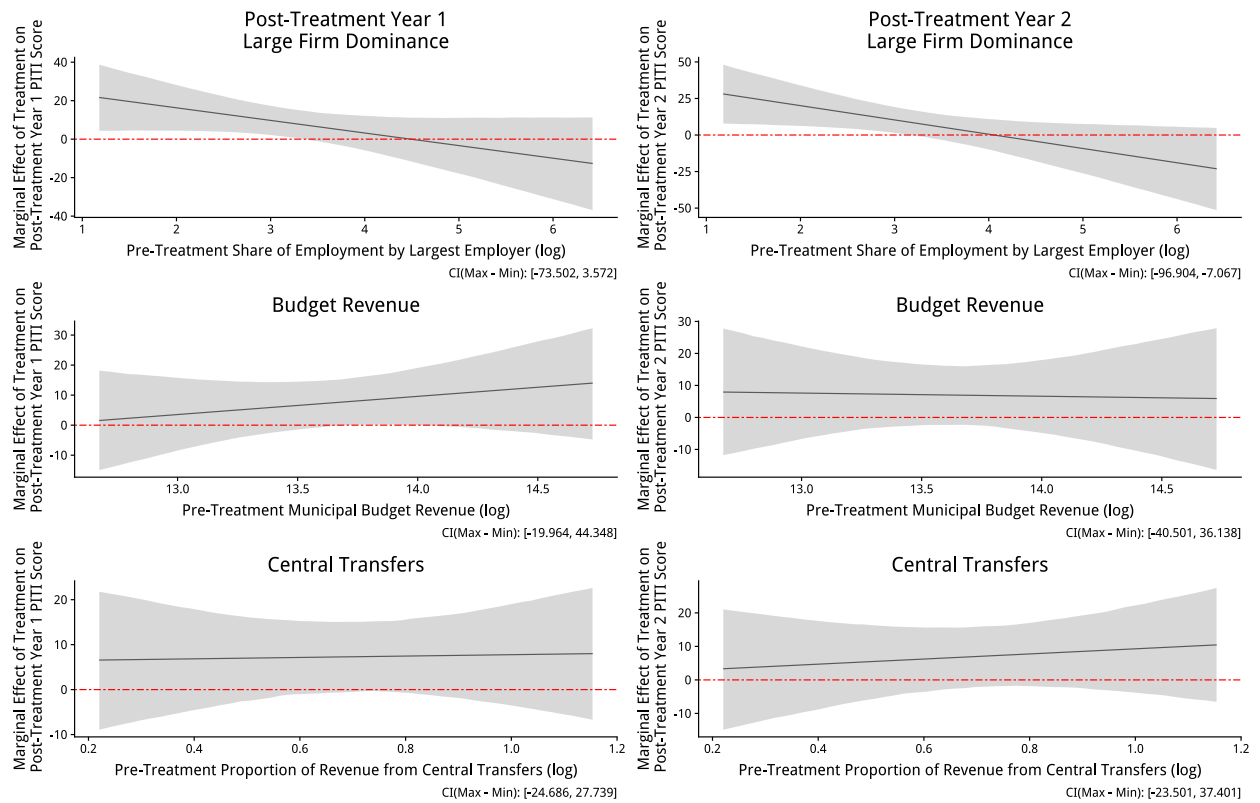 Post-Treatment Year 1
Large Firm Dominance
Marginal Effect of Treatment on
Post-Treatment Year 1 PITI Score
40
20
0
-20
-40
1 2 3 4 5 6
Pre-Treatment Share of Employment by Largest Employer (log)
CI(Max - Min): [-73.502, 3.572]
Post-Treatment Year 2
Large Firm Dominance
Marginal Effect of Treatment on
Post-Treatment Year 2 PITI Score
50
25
0
-25
-50
1 2 3 4 5 6
Pre-Treatment Share of Employment by Largest Employer (log)
CI(Max - Min): [-96.904, -7.067]
Budget Revenue
Marginal Effect of Treatment on
Post-Treatment Year 1 PITI Score
30
20
10
0
-10
13.0 13.5 14.0 14.5
Pre-Treatment Municipal Budget Revenue (log)
CI(Max - Min): [-19.964, 44.348]
Budget Revenue
Marginal Effect of Treatment on
Post-Treatment Year 2 PITI Score
30
20
10
0
-10
13.0 13.5 14.0 14.5
Pre-Treatment Municipal Budget Revenue (log)
CI(Max - Min): [-40.501, 36.138]
Central Transfers
Marginal Effect of Treatment on
Post-Treatment Year 1 PITI Score
20
10
0
-10
0.2 0.4 0.6 0.8 1.0 1.2
Pre-Treatment Proportion of Revenue from Central Transfers (log)
CI(Max - Min): [-24.686, 27.739]
Central Transfers
Marginal Effect of Treatment on
Post-Treatment Year 2 PITI Score
20
10
0
-10
0.2 0.4 0.6 0.8 1.0 1.2
Pre-Treatment Proportion of Revenue from Central Transfers (log)
CI(Max - Min): [-23.501, 37.401]